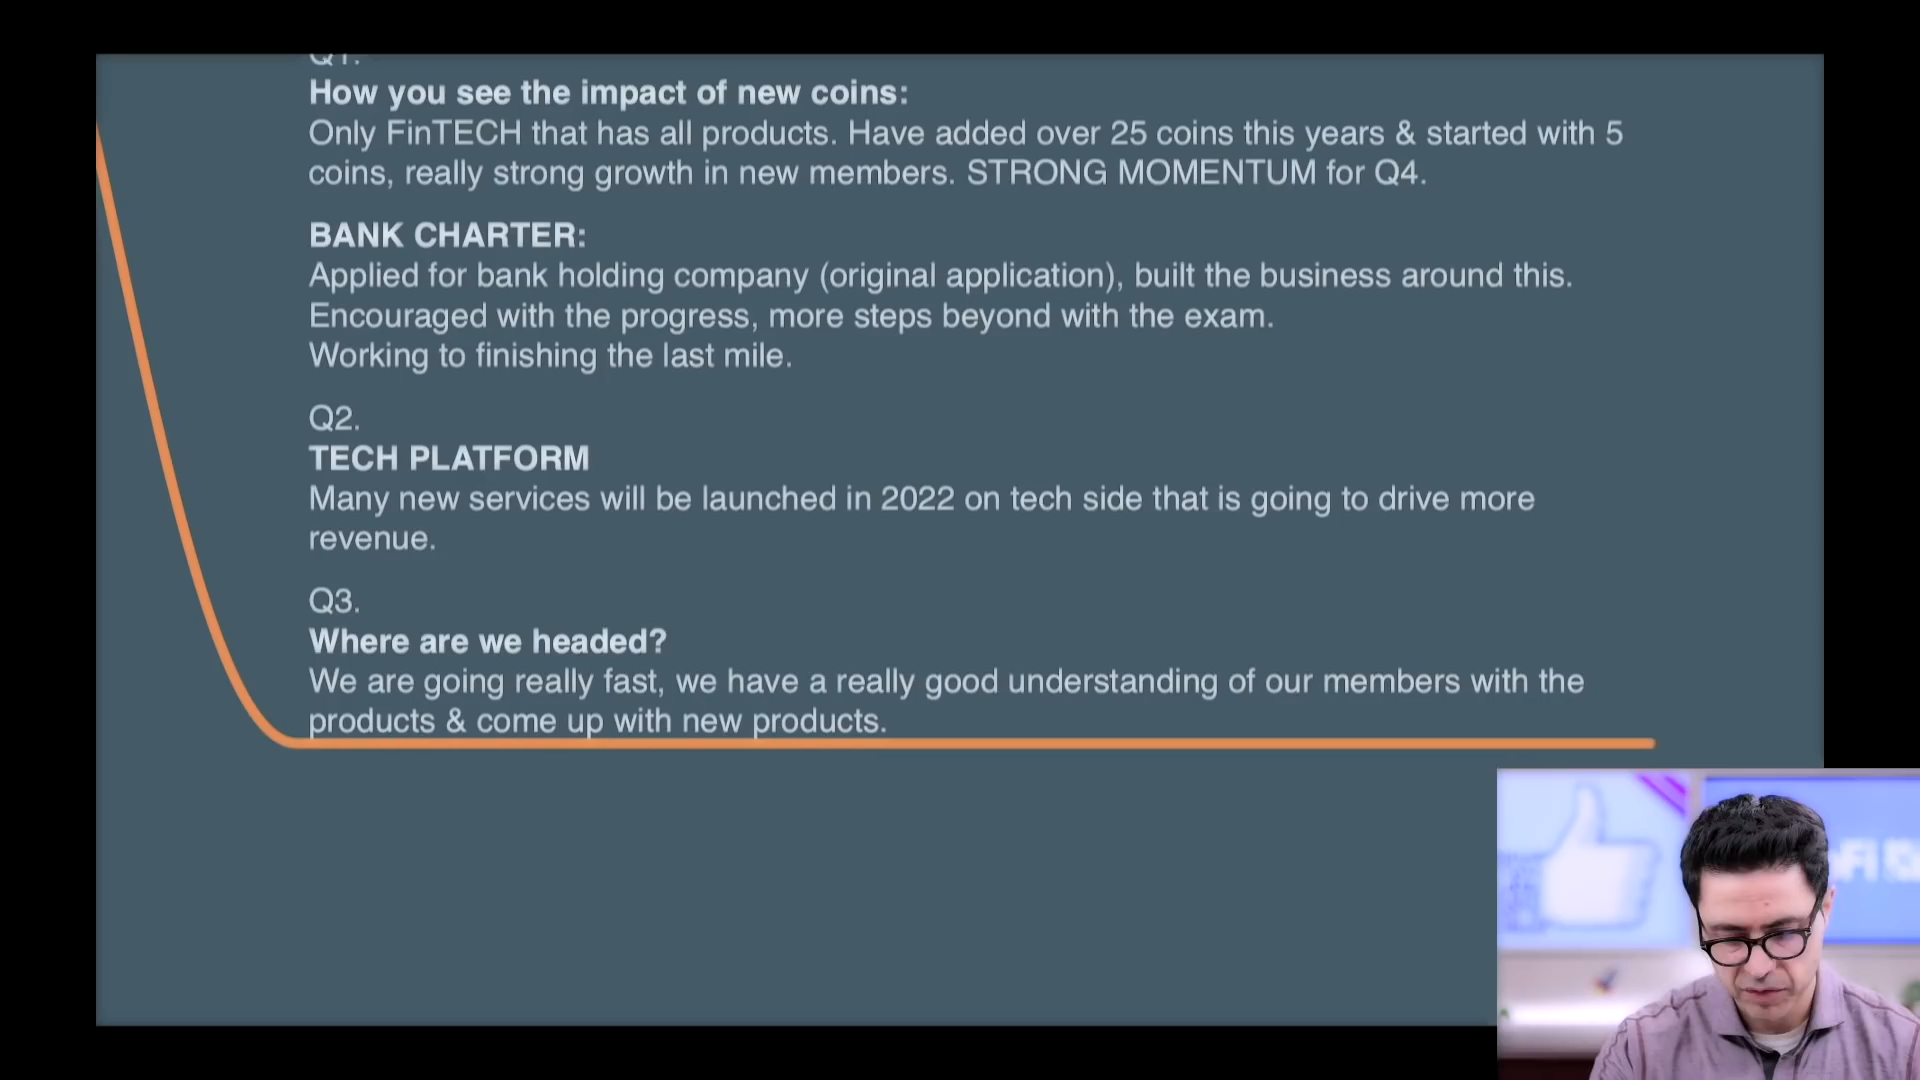 Q1.
How you see the impact of new coins:
Only FinTECH that has all products. Have added over 25 coins this years & started with 5
coins, really strong growth in new members. STRONG MOMENTUM for Q4.
BANK CHARTER:
Applied for bank holding company (original application), built the business around this.
Encouraged with the progress, more steps beyond with the exam.
Working to finishing the last mile.
Q2.
TECH PLATFORM
Many new services will be launched in 2022 on tech side that is going to drive more
revenue.
Q3.
Where are we headed?
We are going really fast, we have a really good understanding of our members with the
products & come up with new products.